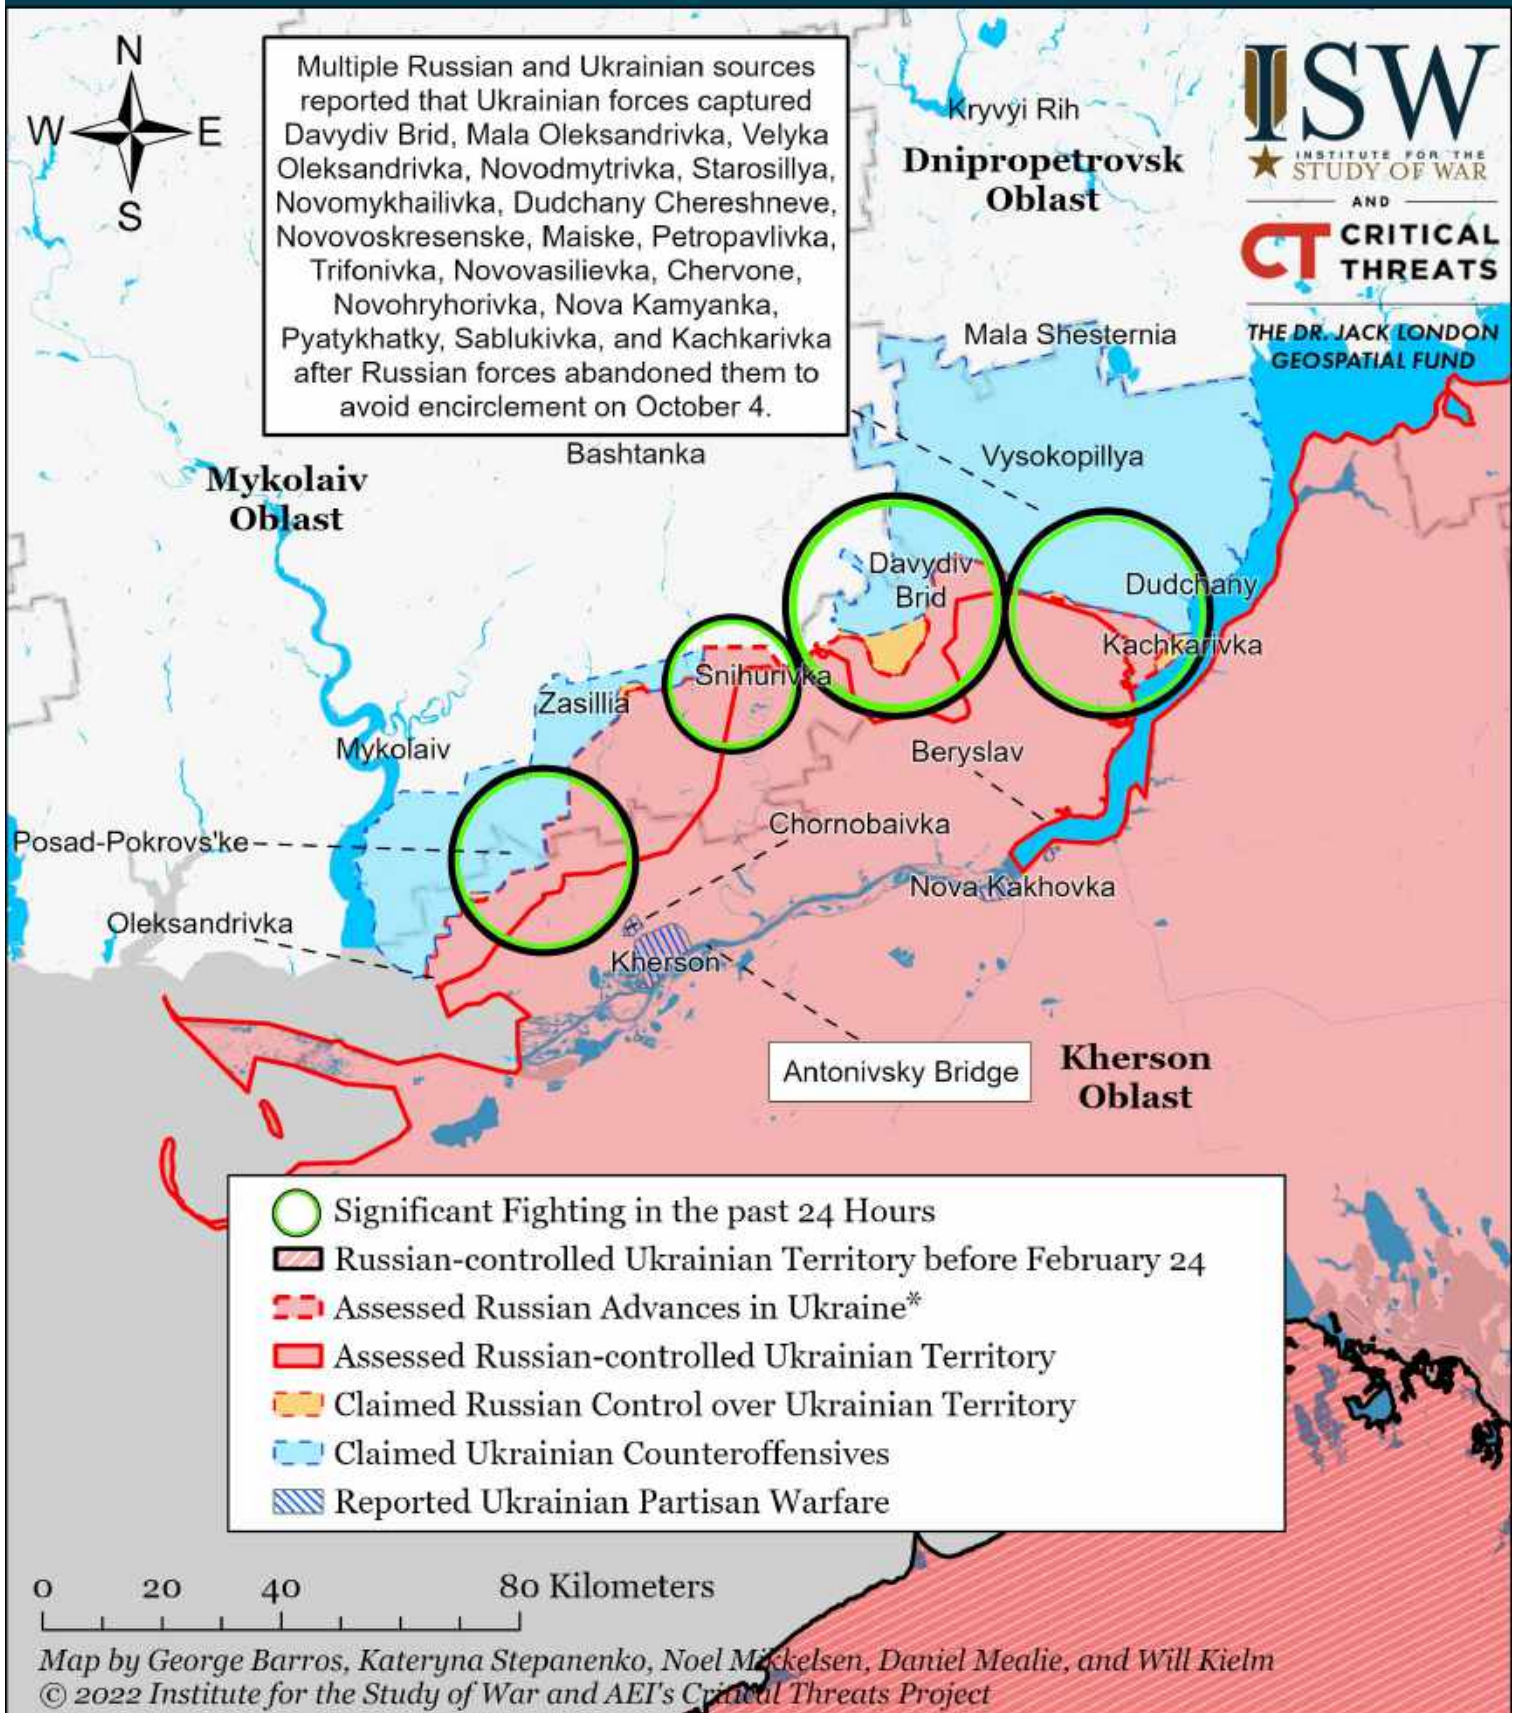 N
W E
S
Multiple Russian and Ukrainian sources
reported that Ukrainian forces captured
Davydiv Brid, Mala Oleksandrivka, Velyka
Oleksandrivka, Novodmytrivka, Starosillya,
Novomykhailivka, Dudchany Chereshneve,
Novovoskresenske, Maiske, Petropavlivka,
Trifonivka, Novovasilievka, Chervone,
Novohryhorivka, Nova Kamyanka,
Pyatykhatky, Sablukivka, and Kachkarivka
after Russian forces abandoned them to
avoid encirclement on October 4.
ISW
INSTITUTE FOR THE
STUDY OF WAR
AND
CT CRITICAL
THREATS
THE DR. JACK LONDON
GEOSPATIAL FUND
Kryvyi Rih
Dnipropetrovsk
Oblast
Mala Shesternia
Bashtanka
Vysokopillya
Mykolaiv
Oblast
Davydiv
Brid
Dudchany
Kachkarivka
Snihurivka
Zasillia
Mykolaiv
Beryslav
Chornobaivka
Posad-Pokrovs'ke
Nova Kakhovka
Oleksandrivka
Kherson
Antonivsky Bridge
Kherson
Oblast
Significant Fighting in the past 24 Hours
Russian-controlled Ukrainian Territory before February 24
Assessed Russian Advances in Ukraine*
Assessed Russian-controlled Ukrainian Territory
Claimed Russian Control over Ukrainian Territory
Claimed Ukrainian Counteroffensives
Reported Ukrainian Partisan Warfare
0 20 40 80 Kilometers
Map by George Barros, Kateryna Stepanenko, Noel Mikkelsen, Daniel Mealie, and Will Kielm
© 2022 Institute for the Study of War and AEI's Critical Threats Project